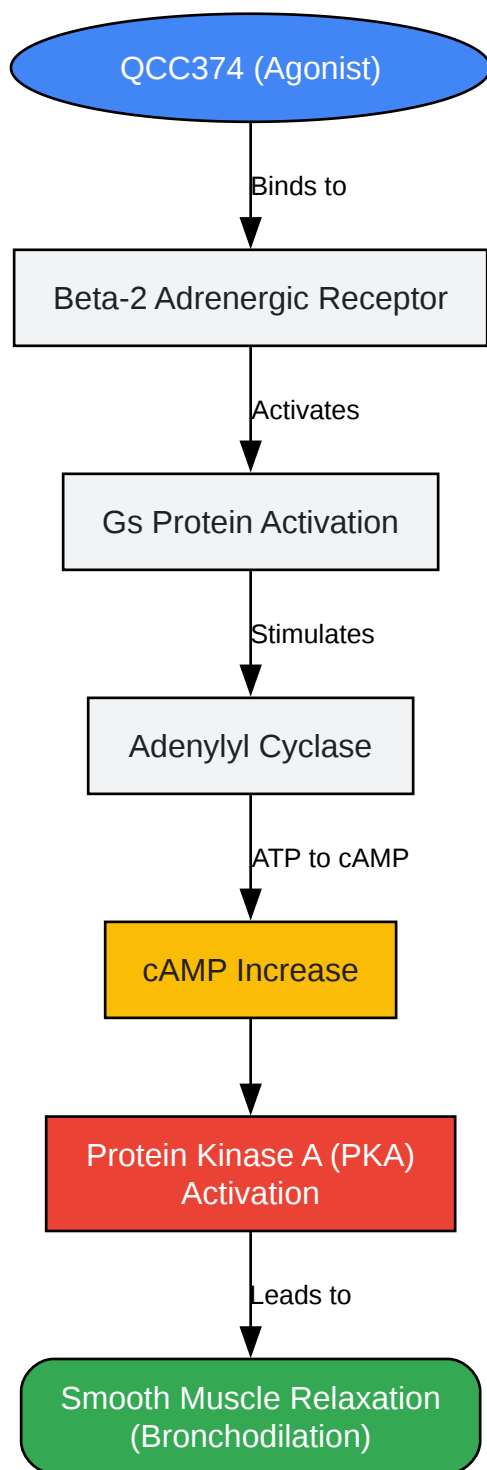 QCC374 (Agonist)
Binds to
Beta-2 Adrenergic Receptor
Activates
Gs Protein Activation
Stimulates
Adenylyl Cyclase
ATP to cAMP
cAMP Increase
Protein Kinase A (PKA)
Activation
Leads to
Smooth Muscle Relaxation
(Bronchodilation)